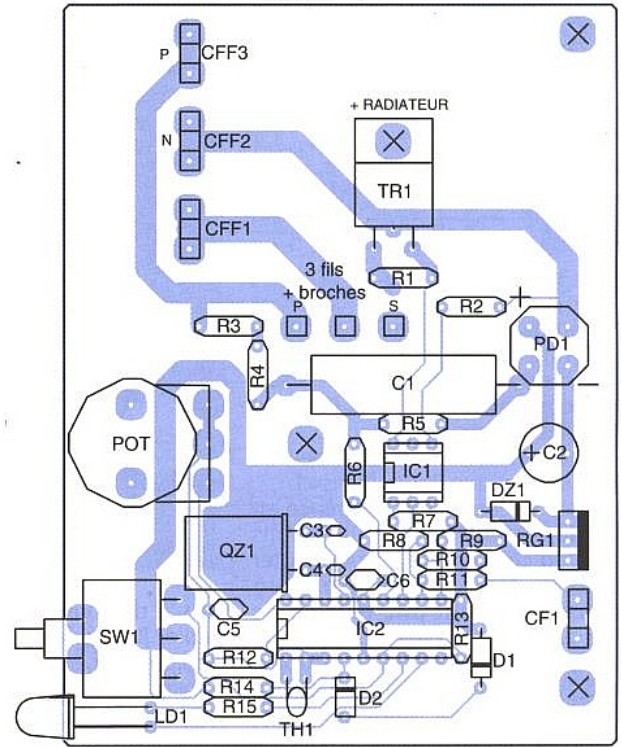 P CFF3
+ RADIATEUR
N CFF2
TR1
CFF1
3 fils
+ broches
R1
P S
R2 +
R3
PD1
R4
C1
R5
POT
R6
IC1
+ C2
DZ1
R7
C3
QZ1
R8 R9 RG1
R10
C4
C6 R11
C5
CF1
SW1
IC2
R13
R12
D1
R14
D2
R15
LD1
TH1